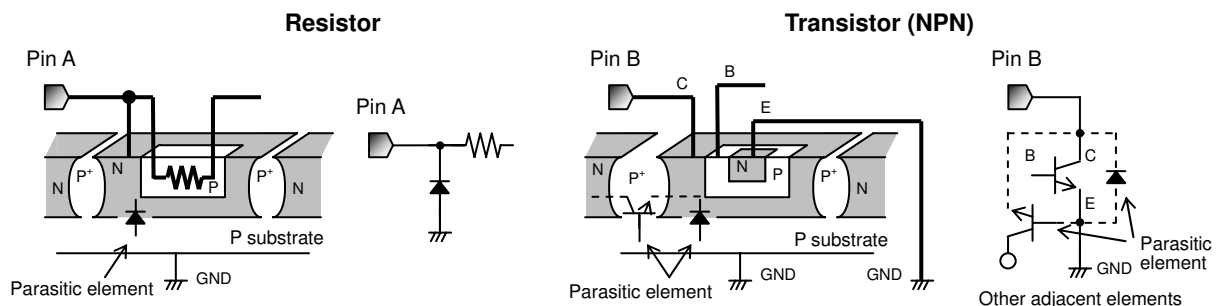 Resistor
Transistor (NPN)
Pin A
Pin A
N
P+
N
P
P+
N
P substrate
Parasitic element
GND
Pin B
C
B
E
N
P+
N
P
P+
N
P substrate
Parasitic element
GND
GND
Pin B
B
C
E
GND
Parasitic
element
Other adjacent elements